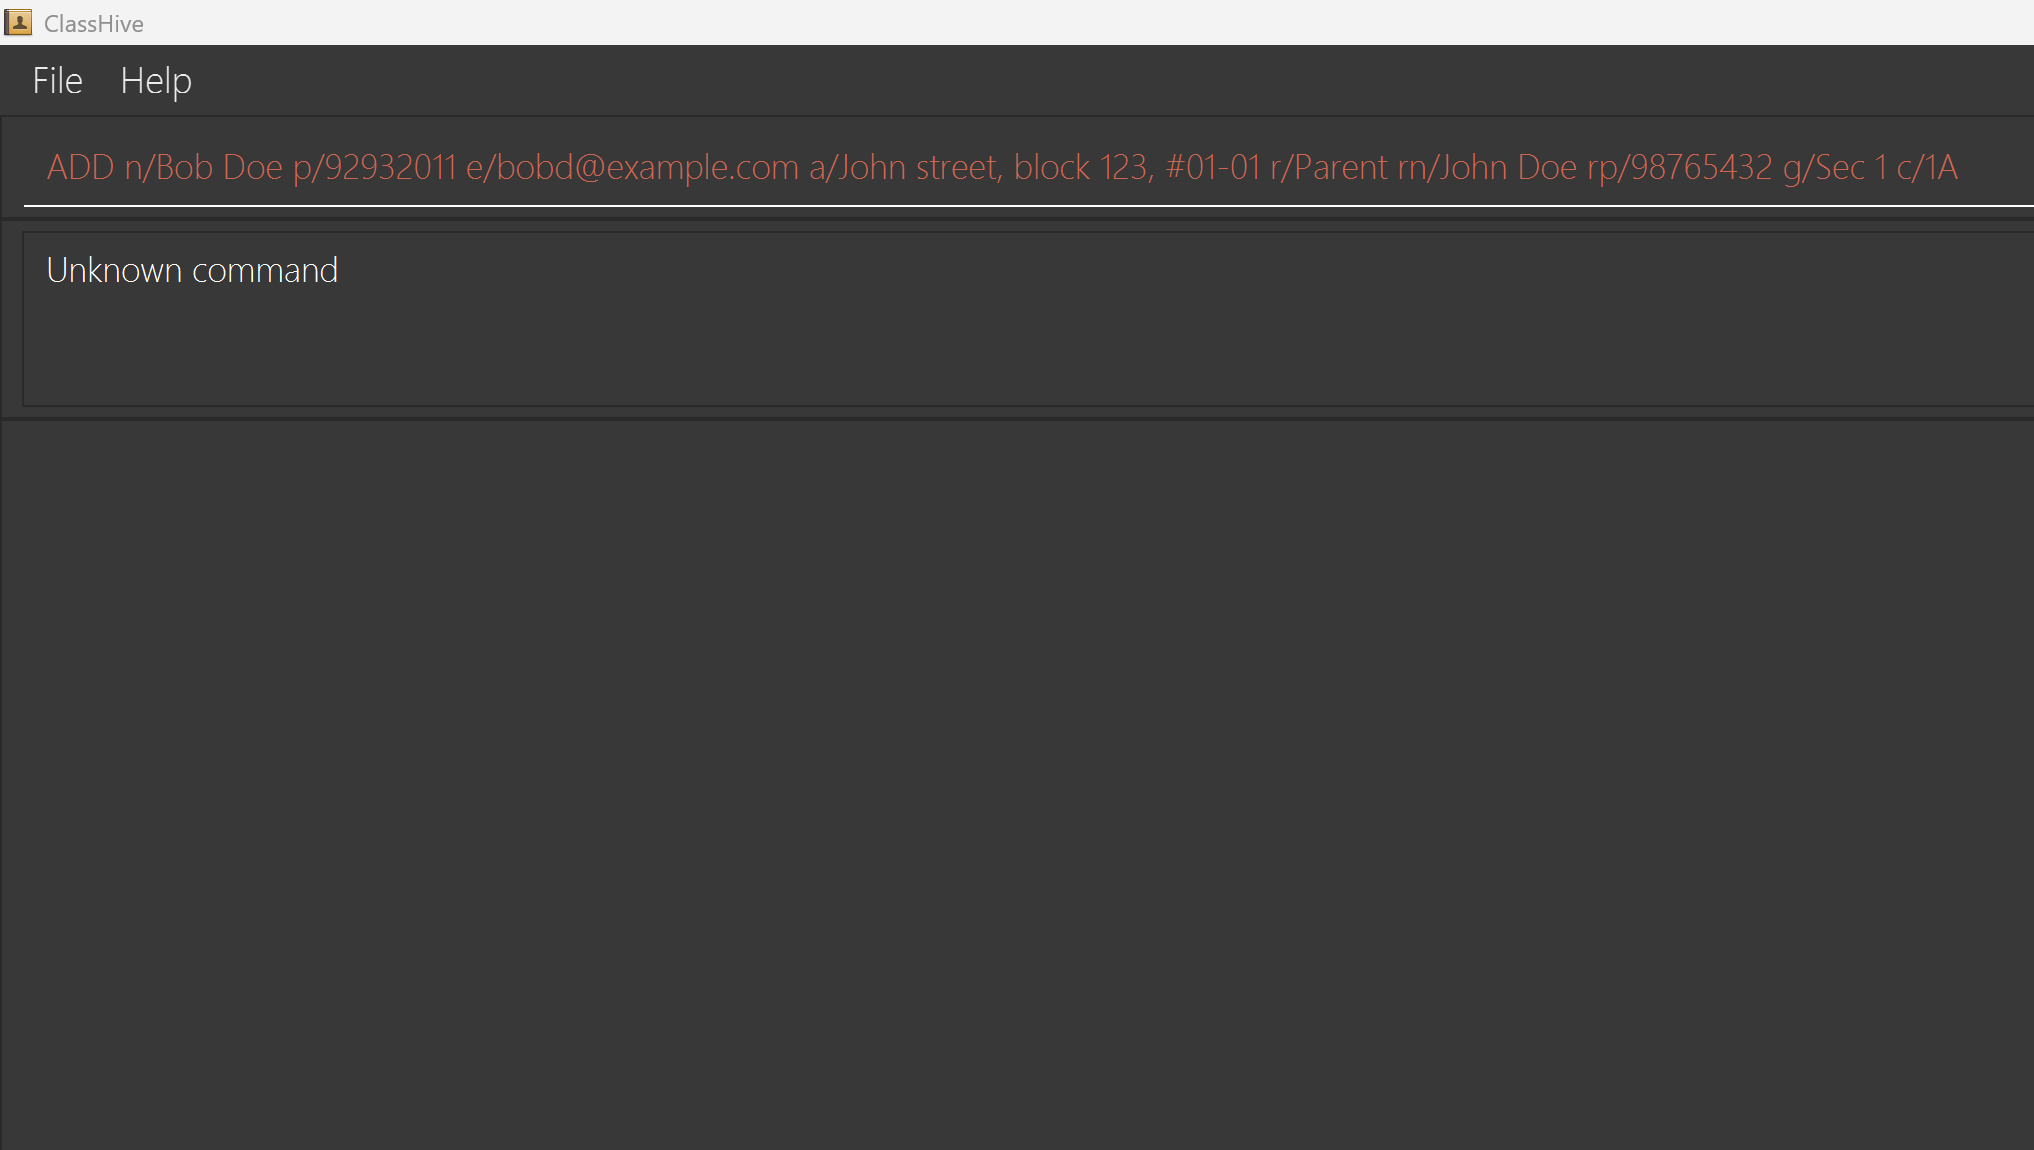 ClassHive
File Help
ADD n/Bob Doe p/92932011 e/bobd@example.com a/John street, block 123, #01-01 r/Parent rn/John Doe rp/98765432 g/Sec 1 c/1A
Unknown command